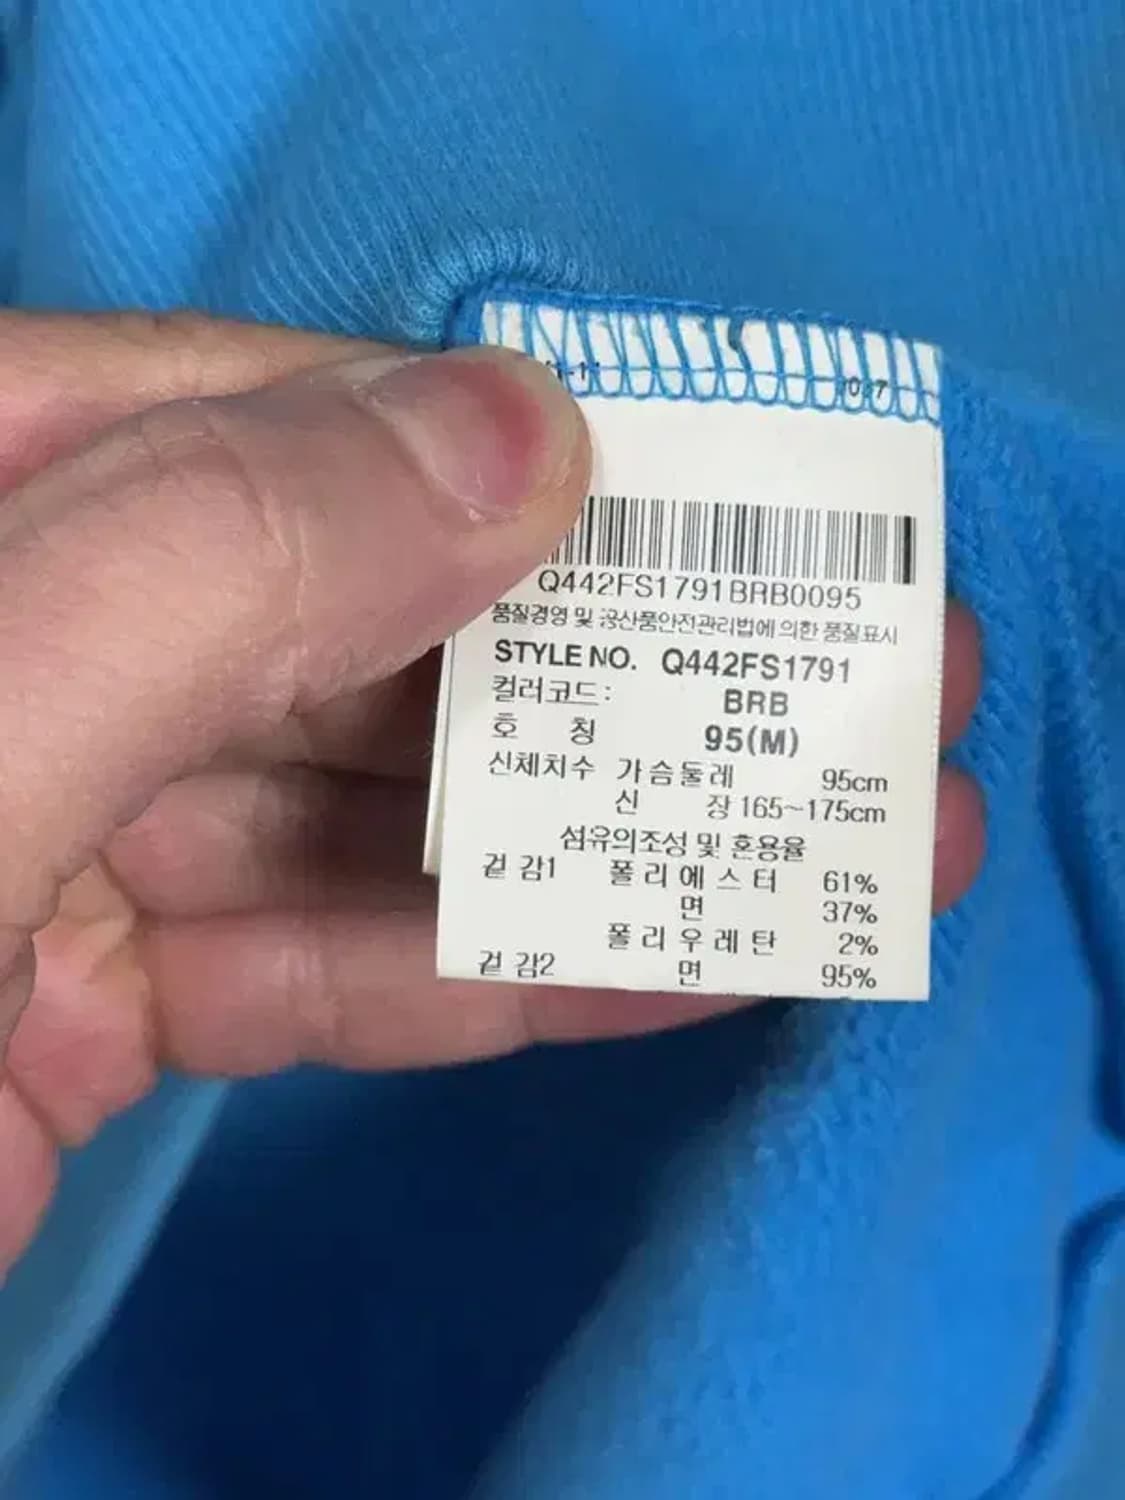 Q442FS1791BRB0095
품질경영 및 공산품안전관리법에 의한 품질표시
STYLE NO. Q442FS1791
컬러코드: BRB
호 칭 95(M)
신체치수 가슴둘레 95cm
신 장 165~175cm
섬유의조성 및 혼용율
겉 감1 폴리에스터 61%
면 37%
폴리우레탄 2%
겉 감2 면 95%